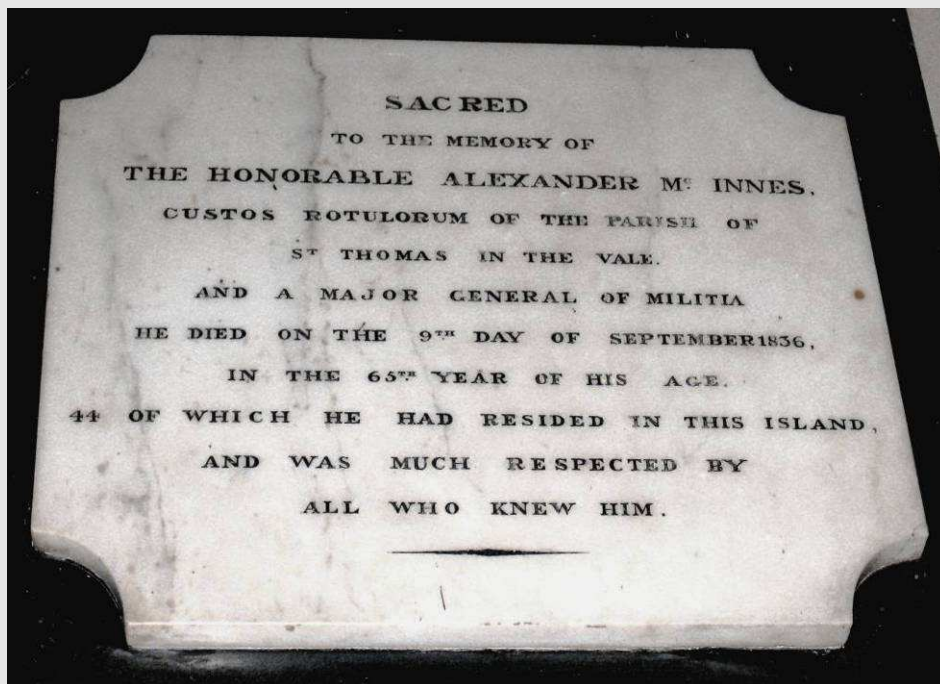 SACRED
TO THE MEMORY OF
THE HONORABLE ALEXANDER Mc. INNES,
CUSTOS ROTULORUM OF THE PARISH OF
ST THOMAS IN THE VALE.
AND A MAJOR GENERAL OF MILITIA
HE DIED ON THE 9TH DAY OF SEPTEMBER 1836,
IN THE 65TH YEAR OF HIS AGE.
44 OF WHICH HE HAD RESIDED IN THIS ISLAND,
AND WAS MUCH RESPECTED BY
ALL WHO KNEW HIM.